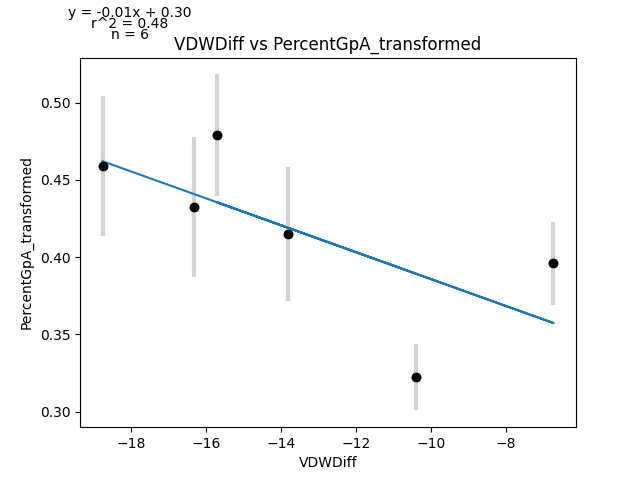 y = -0.01x + 0.30
r^2 = 0.48
n = 6
VDWDiff vs PercentGpA_transformed
PercentGpA_transformed
0.50
0.45
0.40
0.35
0.30
−18
−16
−14
−12
−10
−8
VDWDiff